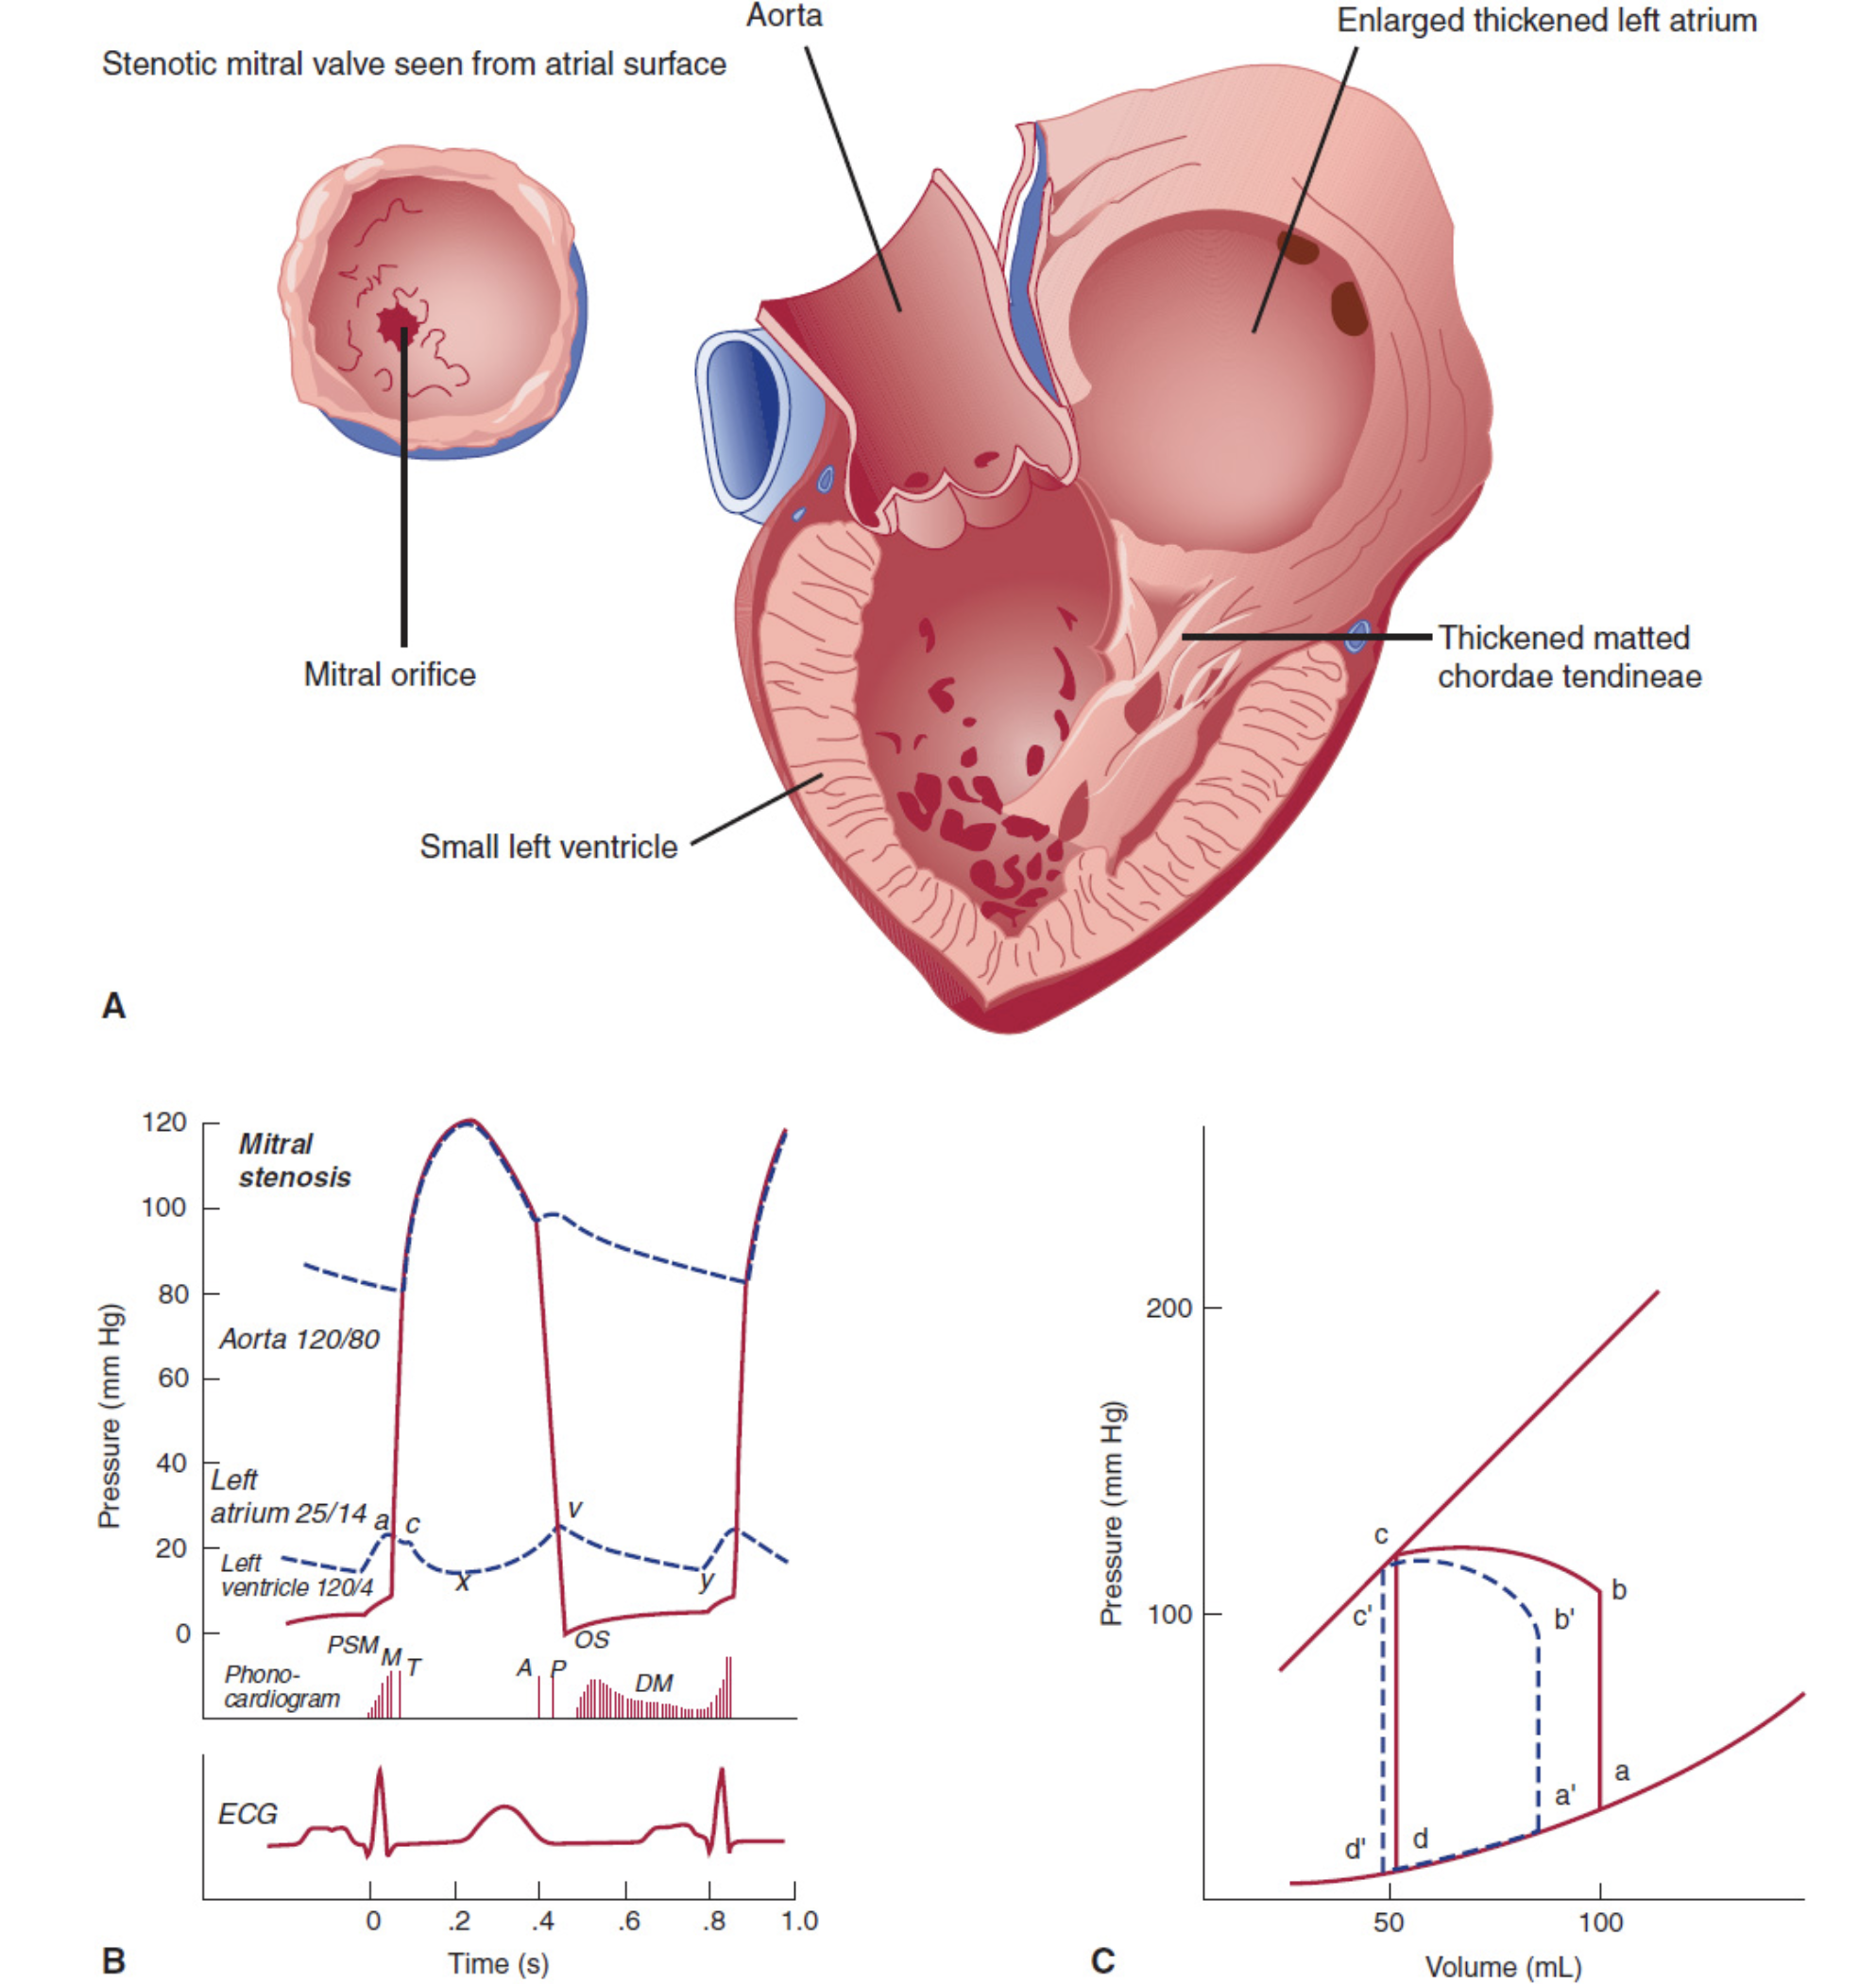 Aorta
Enlarged thickened left atrium
Stenotic mitral valve seen from atrial surface
Mitral orifice
Thickened matted
chordae tendineae
Small left ventricle
A
120
100
80
60
40
20
0
Pressure (mm Hg)
Mitral
stenosis
Aorta 120/80
Left
atrium 25/14
a
c
v
x
y
Left
ventricle 120/4
PSM
M
T
A
P
OS
DM
Phono-
cardiogram
ECG
0
.2
.4
.6
.8
1.0
Time (s)
B
200
100
Pressure (mm Hg)
c
b
c'
b'
a
a'
d'
d
50
100
Volume (mL)
C